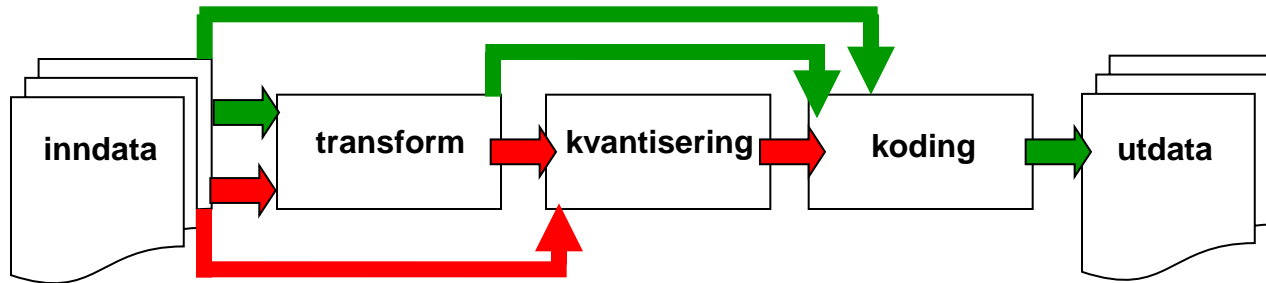 inndata
transform
kvantisering
koding
utdata